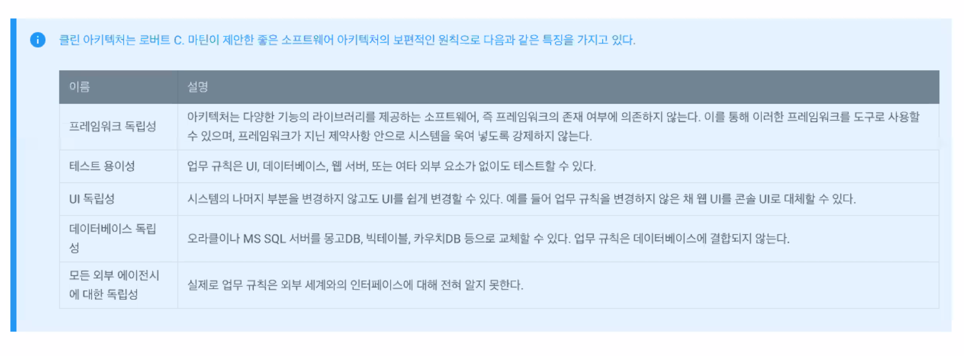 클린 아키텍처는 로버트 C. 마틴이 제안한 좋은 소프트웨어 아키텍처의 보편적인 원칙으로 다음과 같은 특징을 가지고 있다.
이름
설명
프레임워크 독립성
아키텍처는 다양한 기능의 라이브러리를 제공하는 소프트웨어, 즉 프레임워크의 존재 여부에 의존하지 않는다. 이를 통해 이러한 프레임워크를 도구로 사용할
수 있으며, 프레임워크가 지닌 제약사항 안으로 시스템을 욱여 넣도록 강제하지 않는다.
테스트 용이성
업무 규칙은 UI, 데이터베이스, 웹 서버, 또는 여타 외부 요소가 없이도 테스트할 수 있다.
UI 독립성
시스템의 나머지 부분을 변경하지 않고도 UI를 쉽게 변경할 수 있다. 예를 들어 업무 규칙을 변경하지 않은 채 웹 UI를 콘솔 UI로 대체할 수 있다.
데이터베이스 독립
성
오라클이나 MS SQL 서버를 몽고DB, 빅테이블, 카우치DB 등으로 교체할 수 있다. 업무 규칙은 데이터베이스에 결합되지 않는다.
모든 외부 에이전시
에 대한 독립성
실제로 업무 규칙은 외부 세계와의 인터페이스에 대해 전혀 알지 못한다.